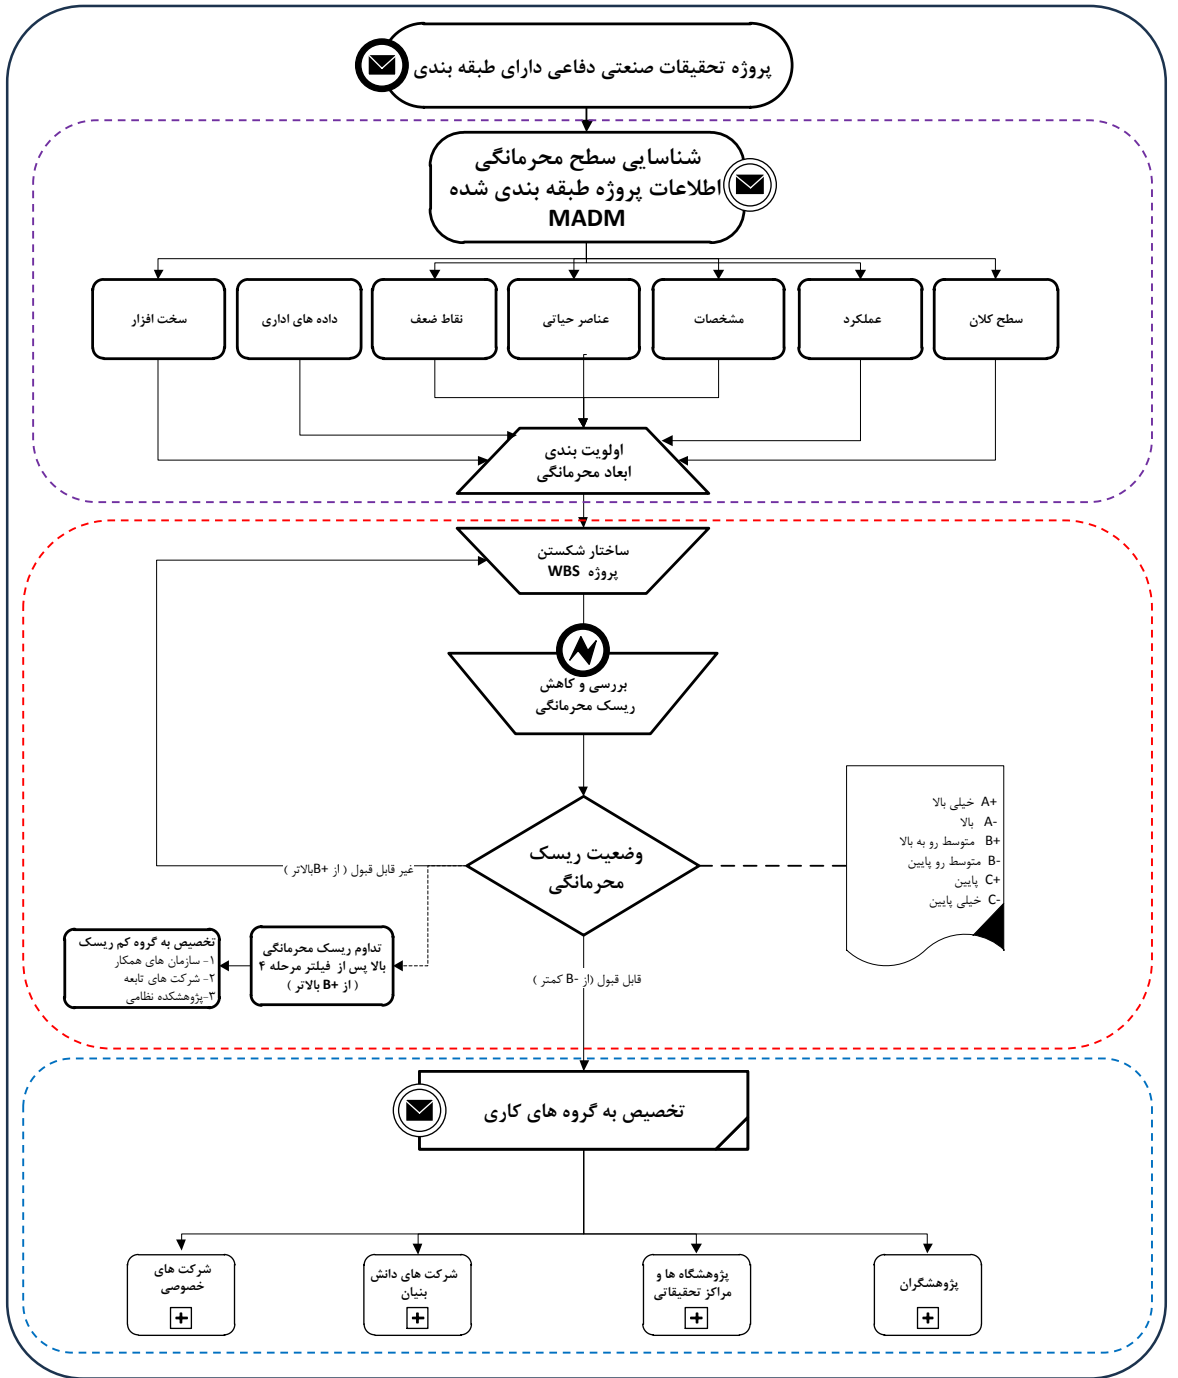 پروژه تحقیقات صنعتی دفاعی دارای طبقه بندی
شناسایی سطح محرمانگی
اطلاعات پروژه طبقه بندی شده
MADM
سطح کلان
عملکرد
مشخصات
عناصر حیاتی
نقاط ضعف
داده های اداری
سخت افزار
اولویت بندی
ابعاد محرمانگی
ساختار شکستن
پروژه WBS
بررسی و کاهش
ریسک محرمانگی
وضعیت ریسک
محرمانگی
A+ خیلی بالا
A- بالا
B+ متوسط رو به بالا
B- متوسط رو پایین
C+ پایین
C- خیلی پایین
غیر قابل قبول ( از +B بالاتر )
تداوم ریسک محرمانگی
بالا پس از فیلتر مرحله ۴
( از +B بالاتر )
تخصیص به گروه کم ریسک
۱- سازمان های همکار
۲- شرکت های تابعه
۳-پژوهشکده نظامی
قابل قبول (از -B کمتر )
تخصیص به گروه های کاری
پژوهشگران
پژوهشگاه ها و
مراکز تحقیقاتی
شرکت های دانش
بنیان
شرکت های
خصوصی